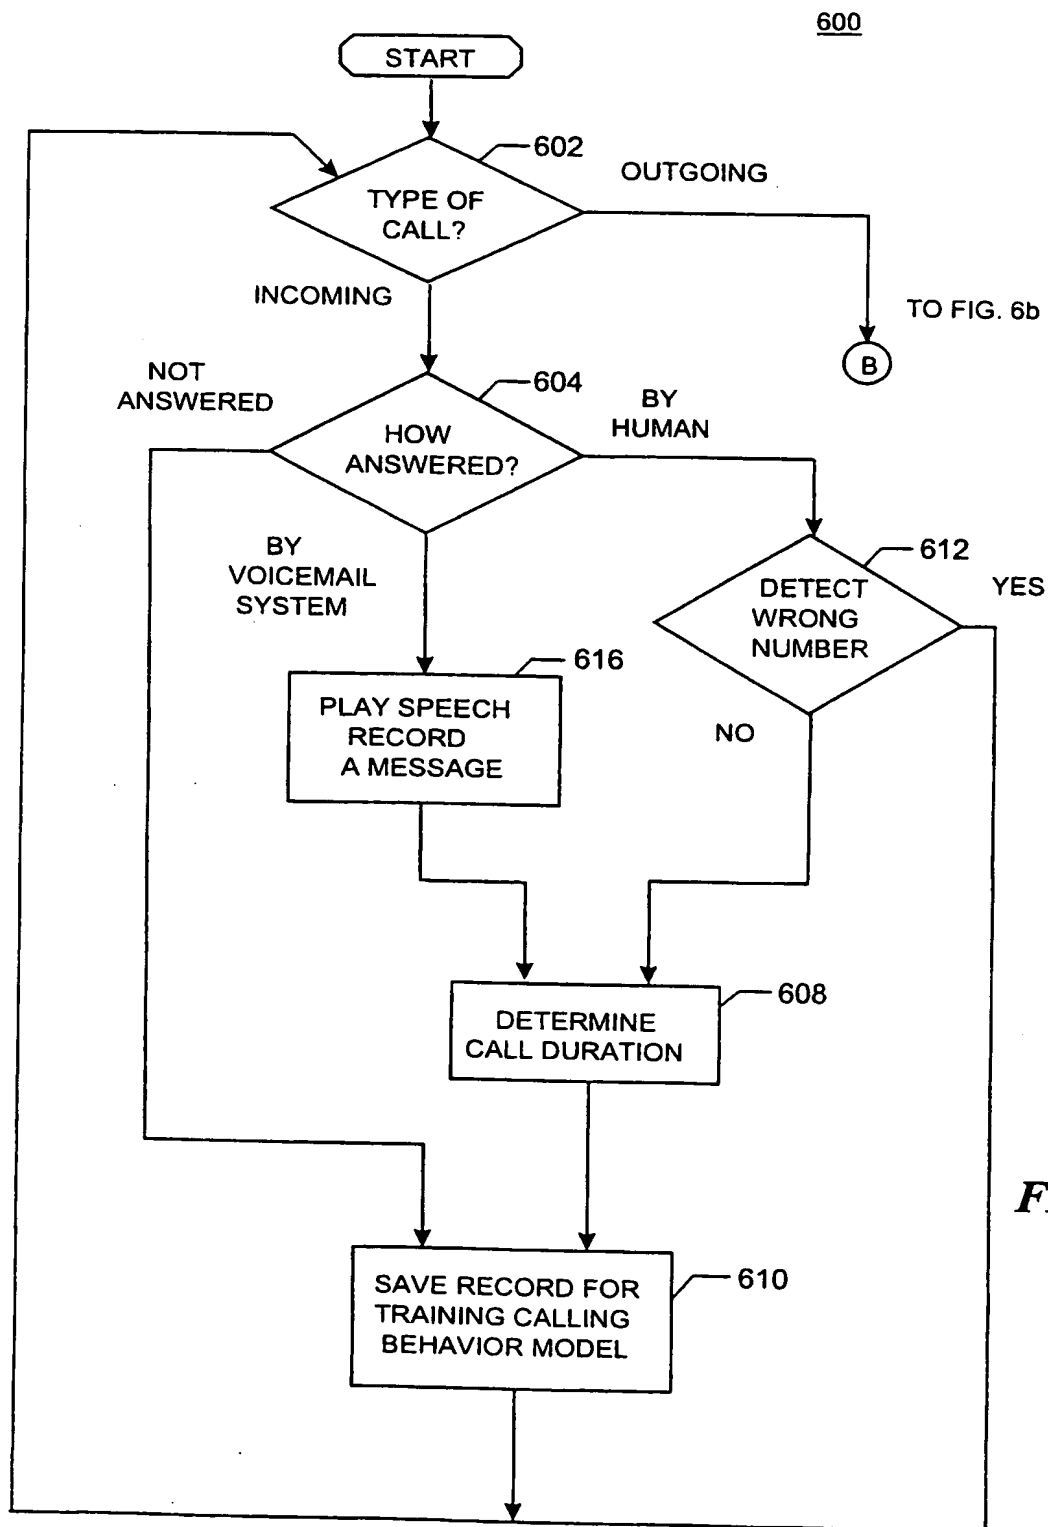 600
START
602
OUTGOING
TYPE OF
CALL?
INCOMING
TO FIG. 6b
B
NOT
ANSWERED
604
BY
HUMAN
HOW
ANSWERED?
BY
VOICEMAIL
SYSTEM
612
DETECT
WRONG
NUMBER
YES
616
PLAY SPEECH
RECORD
A MESSAGE
NO
608
DETERMINE
CALL DURATION
610
SAVE RECORD FOR
TRAINING CALLING
BEHAVIOR MODEL